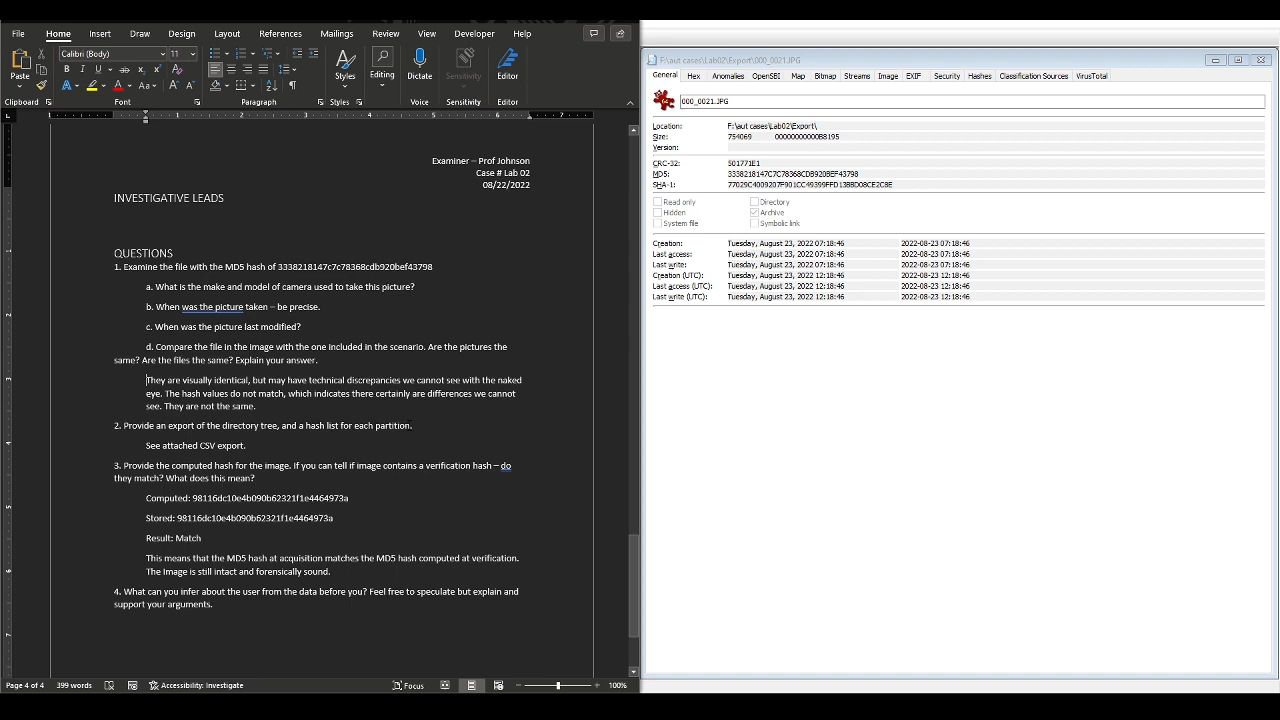 File Home Insert Draw Design Layout References Mailings Review View Developer Help
Calibri (Body) 11
Paste
Styles
Editing
Dictate
Sensitivity
Editor
Clipboard Font Paragraph Styles Voice Sensitivity Editor
Examiner – Prof Johnson
Case # Lab 02
08/22/2022
INVESTIGATIVE LEADS
QUESTIONS
1. Examine the file with the MD5 hash of 3338218147c7c78368cdb920bef43798
a. What is the make and model of camera used to take this picture?
b. When was the picture taken – be precise.
c. When was the picture last modified?
d. Compare the file in the image with the one included in the scenario. Are the pictures the
same? Are the files the same? Explain your answer.
They are visually identical, but may have technical discrepancies we cannot see with the naked
eye. The hash values do not match, which indicates there certainly are differences we cannot
see. They are not the same.
2. Provide an export of the directory tree, and a hash list for each partition.
See attached CSV export.
3. Provide the computed hash for the image. If you can tell if image contains a verification hash – do
they match? What does this mean?
Computed: 98116dc10e4b090b62321f1e4464973a
Stored: 98116dc10e4b090b62321f1e4464973a
Result: Match
This means that the MD5 hash at acquisition matches the MD5 hash computed at verification.
The Image is still intact and forensically sound.
4. What can you infer about the user from the data before you? Feel free to speculate but explain and
support your arguments.
Page 4 of 4 399 words Accessibility: Investigate Focus 100%
F:\aut cases\Lab02\Export\000_0021.JPG
General Hex Anomalies OpenSEI Map Bitmap Streams Image EXIF Security Hashes Classification Sources VirusTotal
000_0021.JPG
Location: F:\aut cases\Lab02\Export\
Size: 754069 00000000000B8195
Version:
CRC-32: 501771E1
MD5: 3338218147C7C78368CDB920BEF43798
SHA-1: 77029C4009207F901CC49399FFD13BBD08CE2C8E
Read only Directory
Hidden Archive
System file Symbolic link
Creation: Tuesday, August 23, 2022 07:18:46 2022-08-23 07:18:46
Last access: Tuesday, August 23, 2022 07:18:46 2022-08-23 07:18:46
Last write: Tuesday, August 23, 2022 07:18:46 2022-08-23 07:18:46
Creation (UTC): Tuesday, August 23, 2022 12:18:46 2022-08-23 12:18:46
Last access (UTC): Tuesday, August 23, 2022 12:18:46 2022-08-23 12:18:46
Last write (UTC): Tuesday, August 23, 2022 12:18:46 2022-08-23 12:18:46